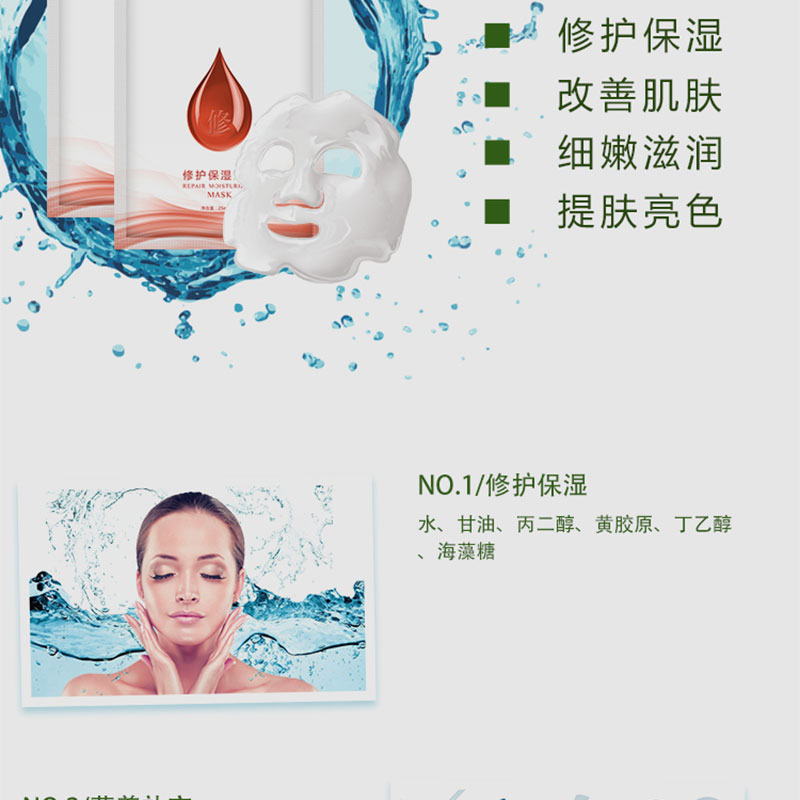 修护保湿
改善肌肤
细嫩滋润
提肤亮色
修
修护保湿
REPAIR MOISTURI
MASK
NO.1/修护保湿
水、甘油、丙二醇、黄胶原、丁乙醇
、海藻糖